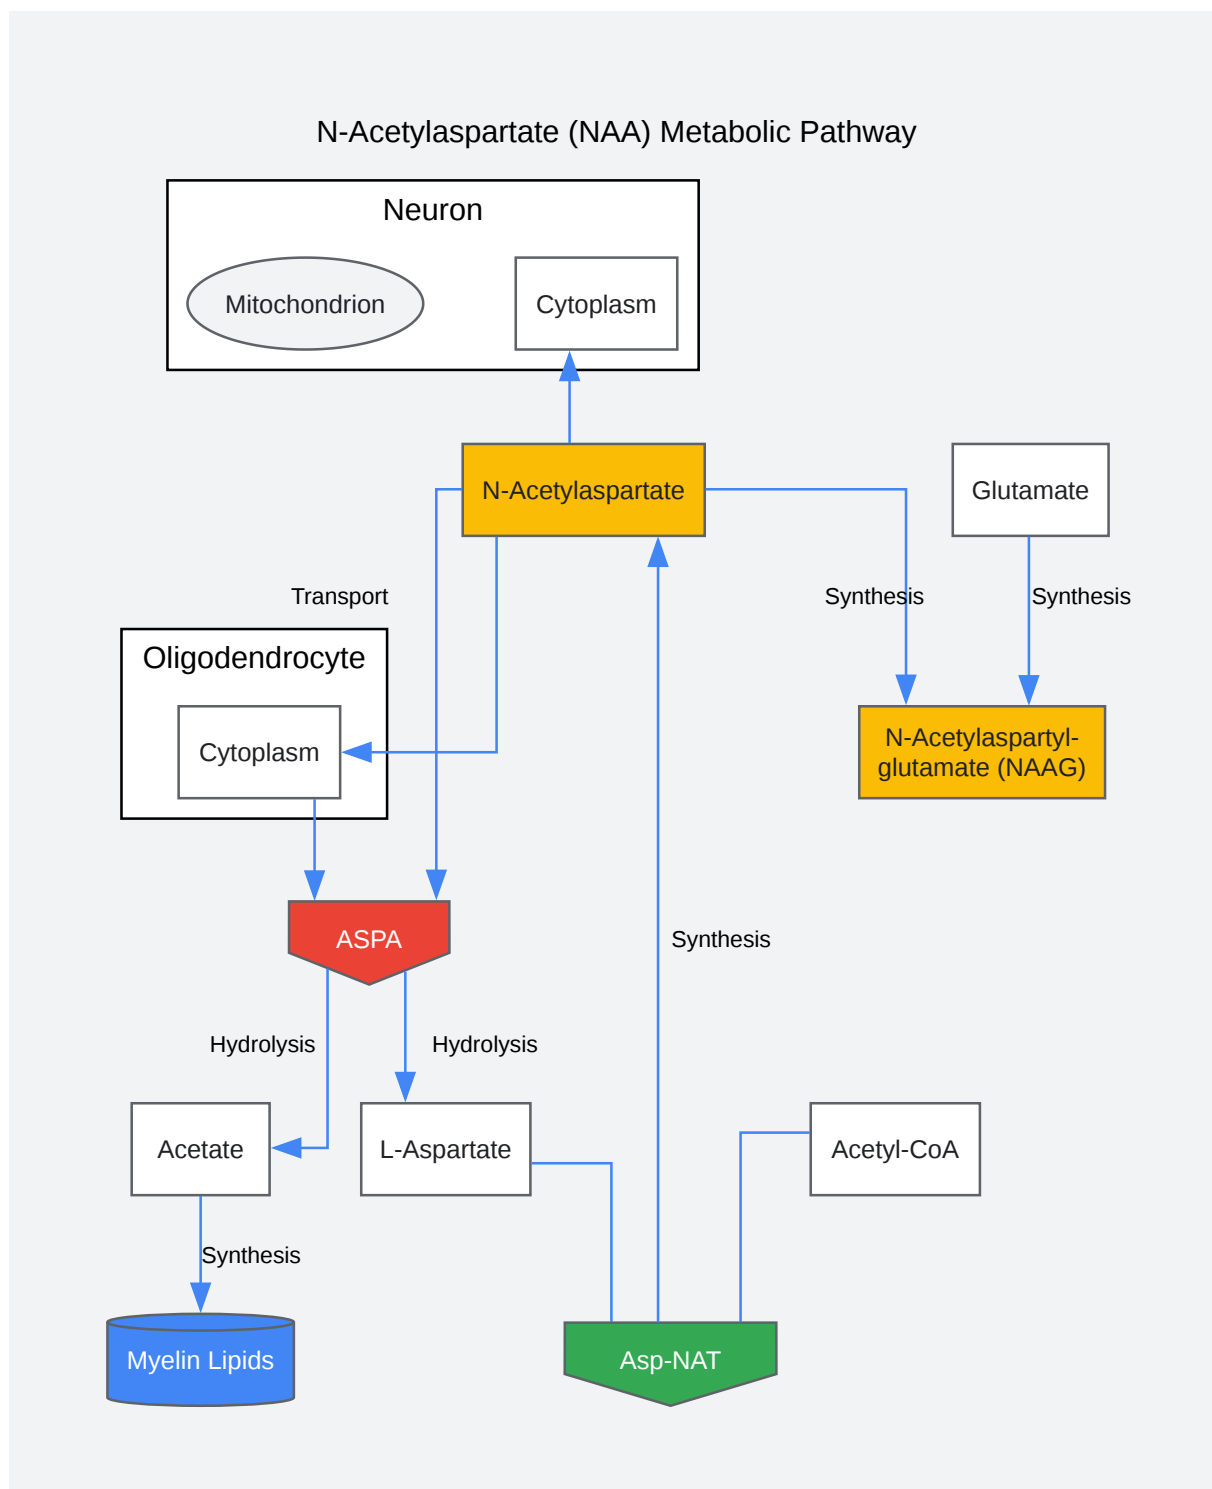 N-Acetylaspartate (NAA) Metabolic Pathway
Neuron
Mitochondrion
Cytoplasm
N-Acetylaspartate
Glutamate
Transport
Synthesis
Synthesis
Oligodendrocyte
Cytoplasm
N-Acetylaspartyl-
glutamate (NAAG)
ASPA
Synthesis
Hydrolysis
Hydrolysis
Acetate
L-Aspartate
Acetyl-CoA
Synthesis
Myelin Lipids
Asp-NAT